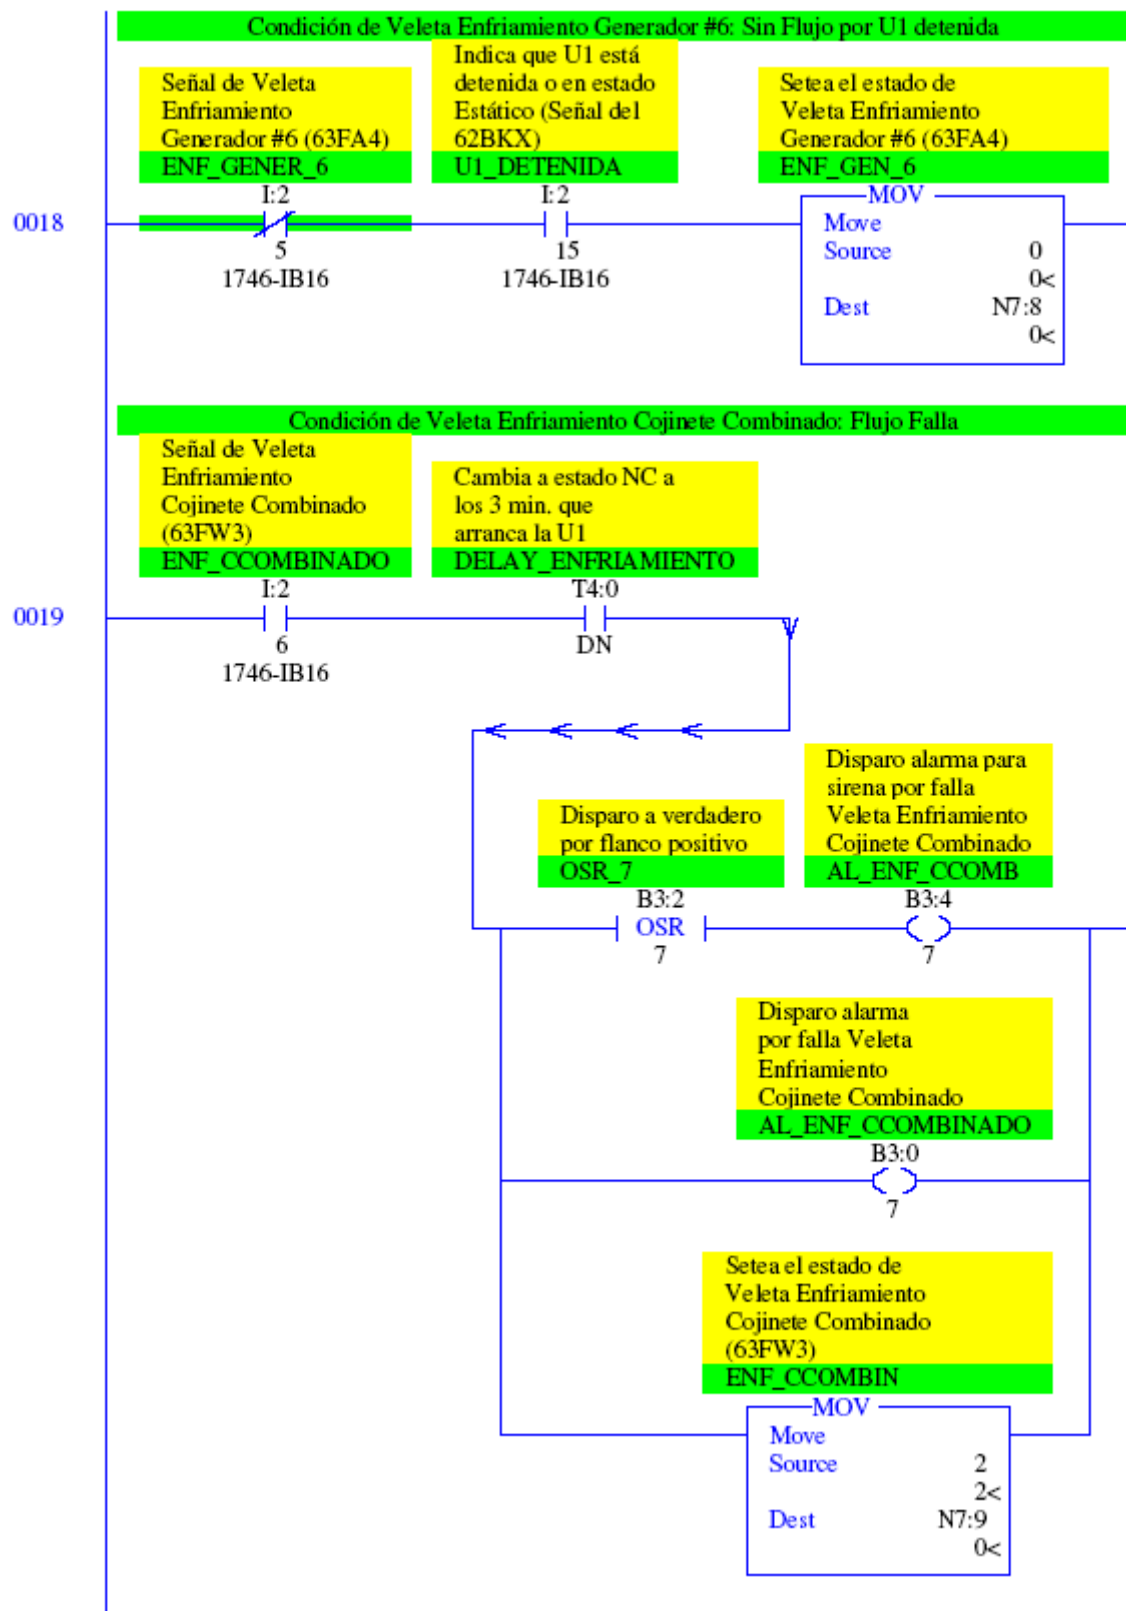 Condición de Veleta Enfriamiento Generador #6: Sin Flujo por U1 detenida
Señal de Veleta
Enfriamiento
Generador #6 (63FA4)
ENF_GENER_6
I:2
5
1746-IB16
Indica que U1 está
detenida o en estado
Estático (Señal del
62BKX)
U1_DETENIDA
I:2
15
1746-IB16
Setea el estado de
Veleta Enfriamiento
Generador #6 (63FA4)
ENF_GEN_6
MOV
Move
Source 0
0<
Dest N7:8
0<
0018
Condición de Veleta Enfriamiento Cojinete Combinado: Flujo Falla
Señal de Veleta
Enfriamiento
Cojinete Combinado
(63FW3)
ENF_CCOMBINADO
I:2
6
1746-IB16
Cambia a estado NC a
los 3 min. que
arranca la U1
DELAY_ENFRIAMIENTO
T4:0
DN
0019
Disparo a verdadero
por flanco positivo
OSR_7
B3:2
OSR
7
Disparo alarma para
sirena por falla
Veleta Enfriamiento
Cojinete Combinado
AL_ENF_CCOMB
B3:4
7
Disparo alarma
por falla Veleta
Enfriamiento
Cojinete Combinado
AL_ENF_CCOMBINADO
B3:0
7
Setea el estado de
Veleta Enfriamiento
Cojinete Combinado
(63FW3)
ENF_CCOMBIN
MOV
Move
Source 2
2<
Dest N7:9
0<